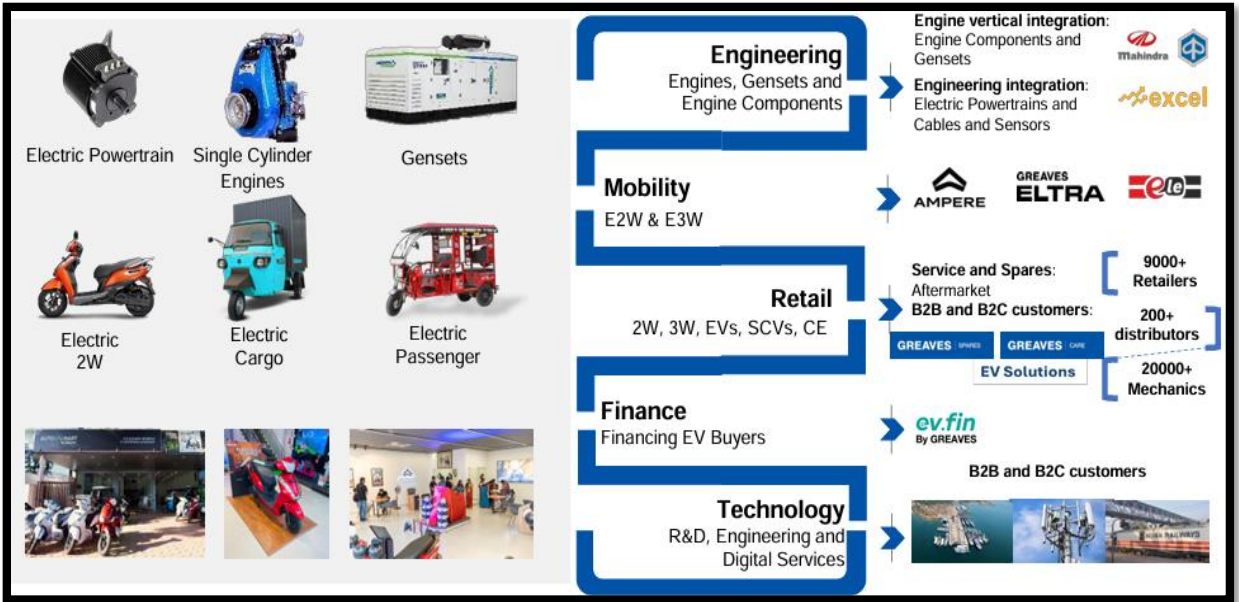 Electric Powertrain
Single Cylinder
Engines
Gensets
Electric
2W
Electric
Cargo
Electric
Passenger
Engineering
Engines, Gensets and
Engine Components
Mobility
E2W & E3W
Retail
2W, 3W, EVs, SCVs, CE
Finance
Financing EV Buyers
Technology
R&D, Engineering and
Digital Services
Engine vertical integration:
Engine Components and
Gensets
Engineering integration:
Electric Powertrains and
Cables and Sensors
Mahindra
excel
AMPERE
GREAVES
ELTRA
ele
Service and Spares:
Aftermarket
B2B and B2C customers:
9000+
Retailers
200+
distributors
20000+
Mechanics
GREAVES SPARES
GREAVES CARE
EV Solutions
ev.fin
By GREAVES
B2B and B2C customers
RAILWAYS